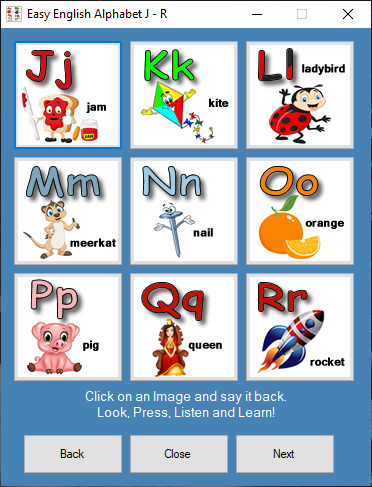 Easy English Alphabet J - R
Jj
jam
JAM
Kk
kite
Ll
ladybird
Mm
meerkat
Nn
nail
Oo
orange
Pp
pig
Qq
queen
Rr
rocket
Click on an Image and say it back.
Look, Press, Listen and Learn!
Back
Close
Next